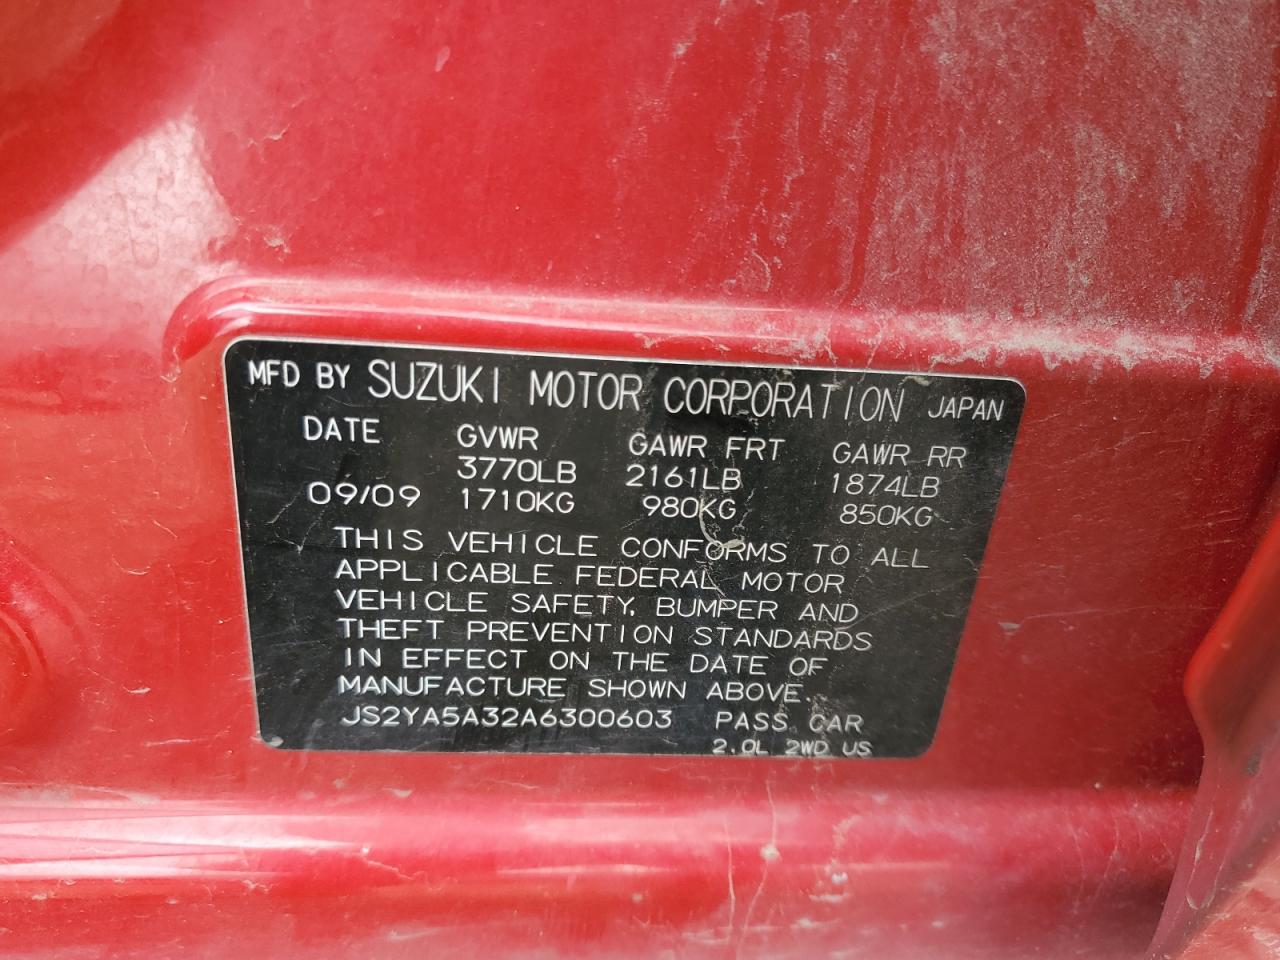 MFD BY SUZUKI MOTOR CORPORATION JAPAN
DATE GVWR GAWR FRT GAWR RR
3770LB 2161LB 1874LB
09/09 1710KG 980KG 850KG
THIS VEHICLE CONFORMS TO ALL
APPLICABLE FEDERAL MOTOR
VEHICLE SAFETY, BUMPER AND
THEFT PREVENTION STANDARDS
IN EFFECT ON THE DATE OF
MANUFACTURE SHOWN ABOVE.
JS2YA5A32A6300603 PASS. CAR
2.0L 2WD US